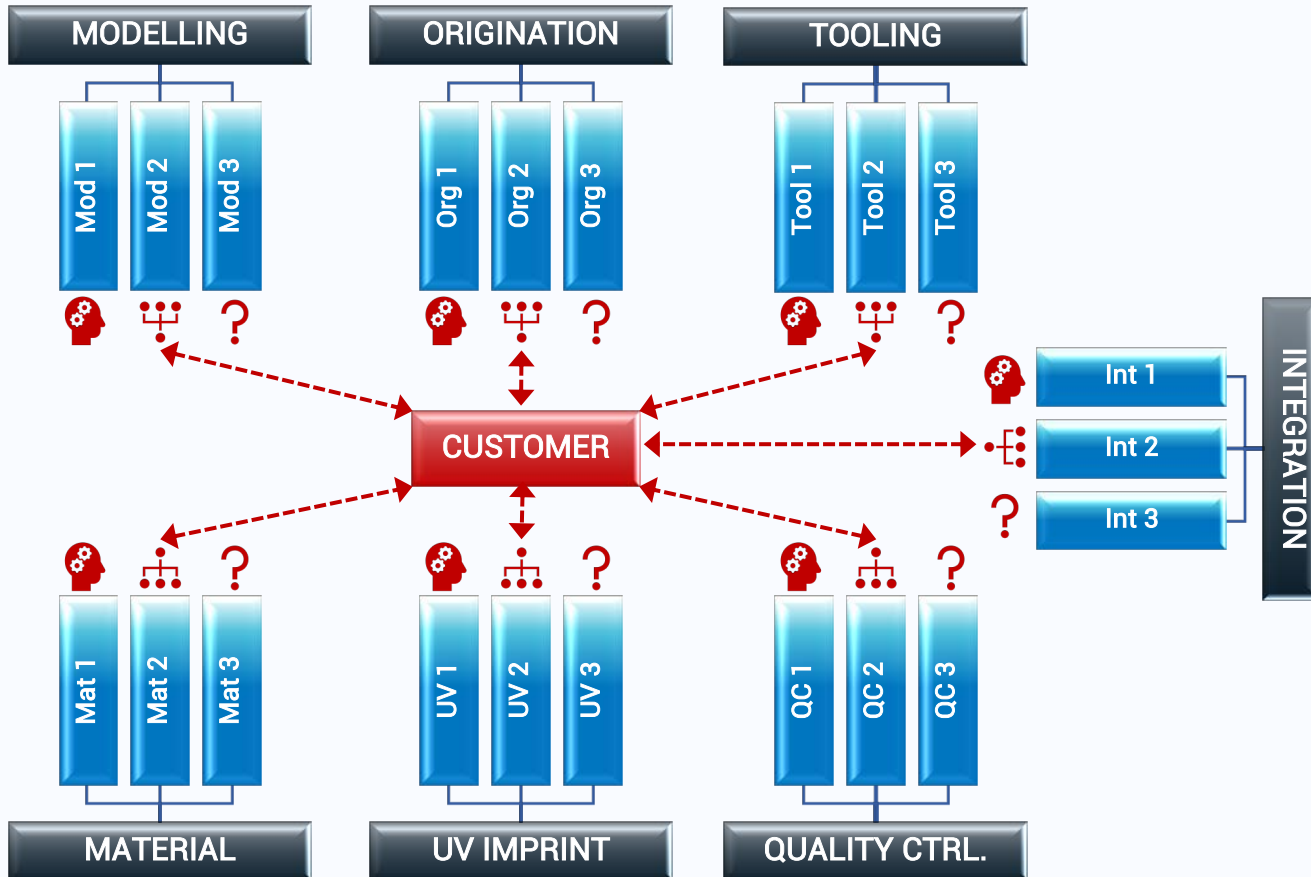 MODELLING
ORIGINATION
TOOLING
Mod 1
Mod 2
Mod 3
Org 1
Org 2
Org 3
Tool 1
Tool 2
Tool 3
CUSTOMER
Int 1
Int 2
Int 3
INTEGRATION
Mat 1
Mat 2
Mat 3
UV 1
UV 2
UV 3
QC 1
QC 2
QC 3
MATERIAL
UV IMPRINT
QUALITY CTRL.